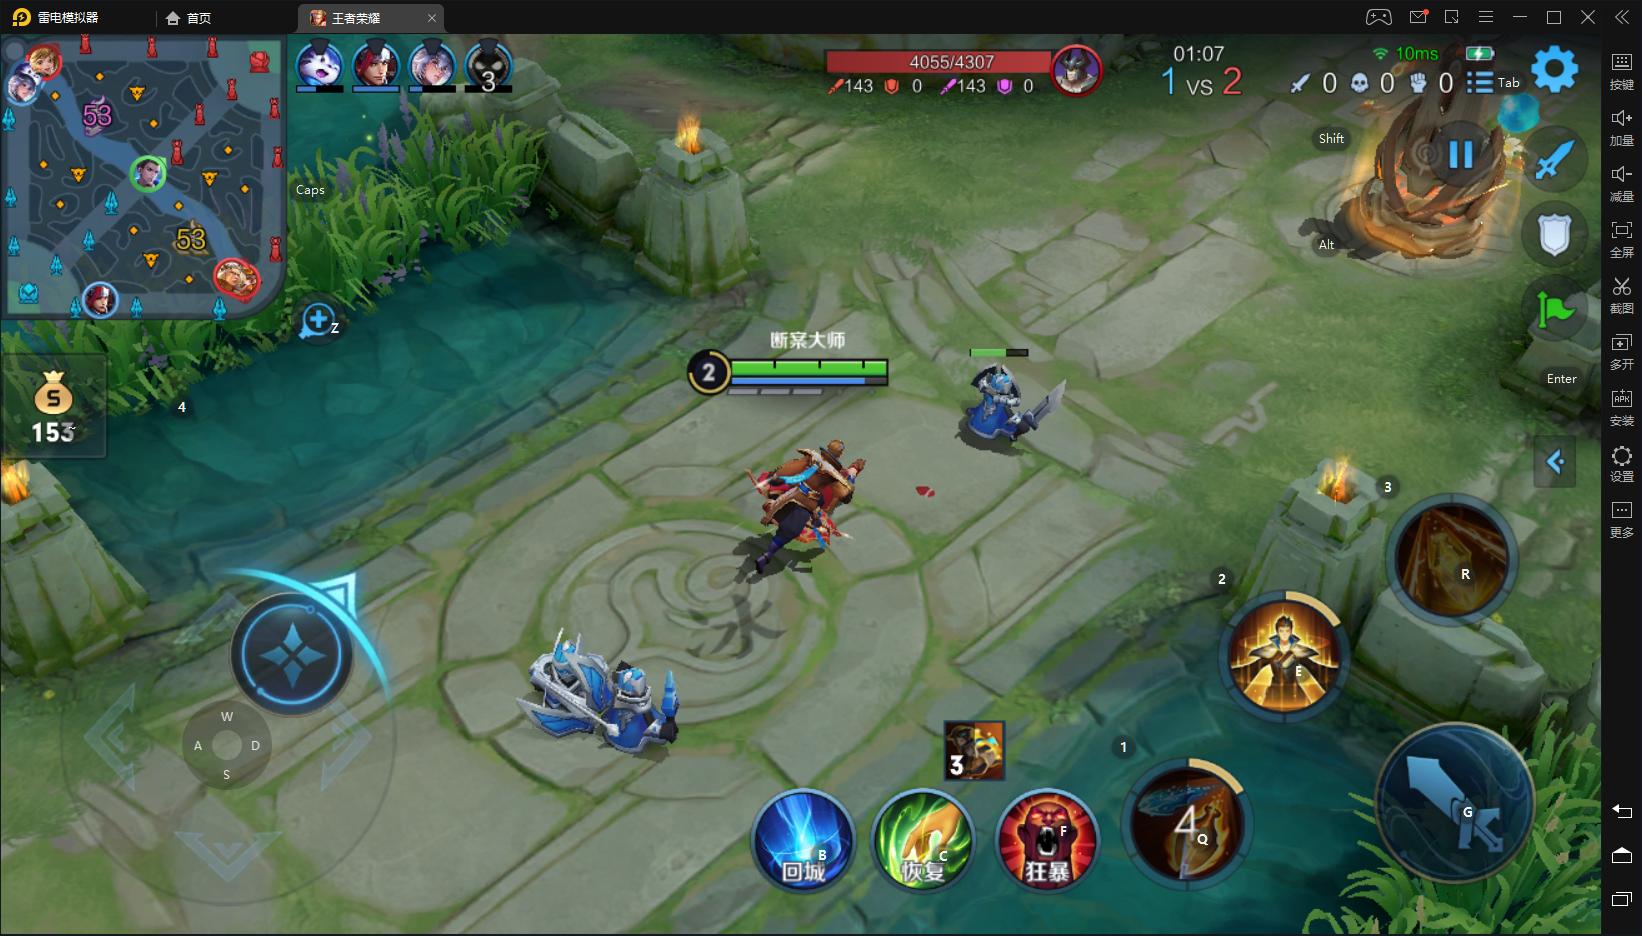 雷电模拟器
首页
王者荣耀
3
4055/4307
143 0 143 0
01:07
1 VS 2
10ms
0 0 0
Tab
Shift
Caps
Alt
Enter
53
53
Z
153
4
断案大师
2
冰
3
R
2
E
1
4
Q
G
W
A
D
S
3
B
回城
C
恢复
F
狂暴
按键
加量
减量
全屏
截图
多开
APK
安装
设置
更多